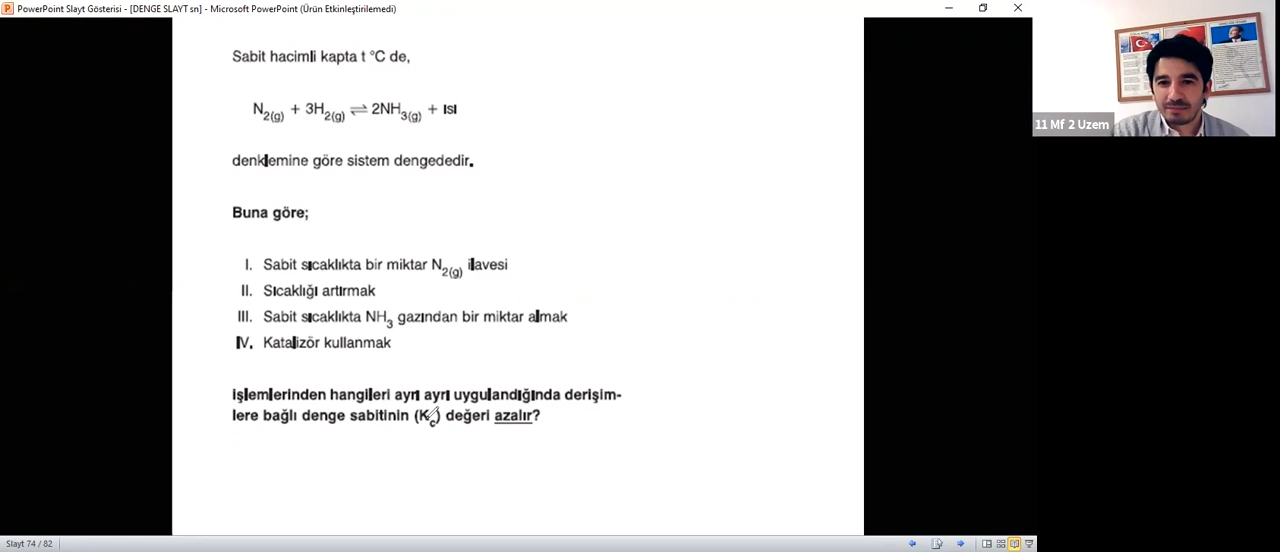 PowerPoint Slayt Gösterisi - [DENGE SLAYT sn] - Microsoft PowerPoint (Ürün Etkinleştirilemedi)
Sabit hacimli kapta t °C de,
N2(g) + 3H2(g) ⇌ 2NH3(g) + ısı
denklemine göre sistem dengededir.
Buna göre;
I. Sabit sıcaklıkta bir miktar N2(g) ilavesi
II. Sıcaklığı artırmak
III. Sabit sıcaklıkta NH3 gazından bir miktar almak
IV. Katalizör kullanmak
işlemlerinden hangileri ayrı ayrı uygulandığında derişim-
lere bağlı denge sabitinin (Kc) değeri azalır?
11 Mf 2 Uzem
Slayt 74 / 82